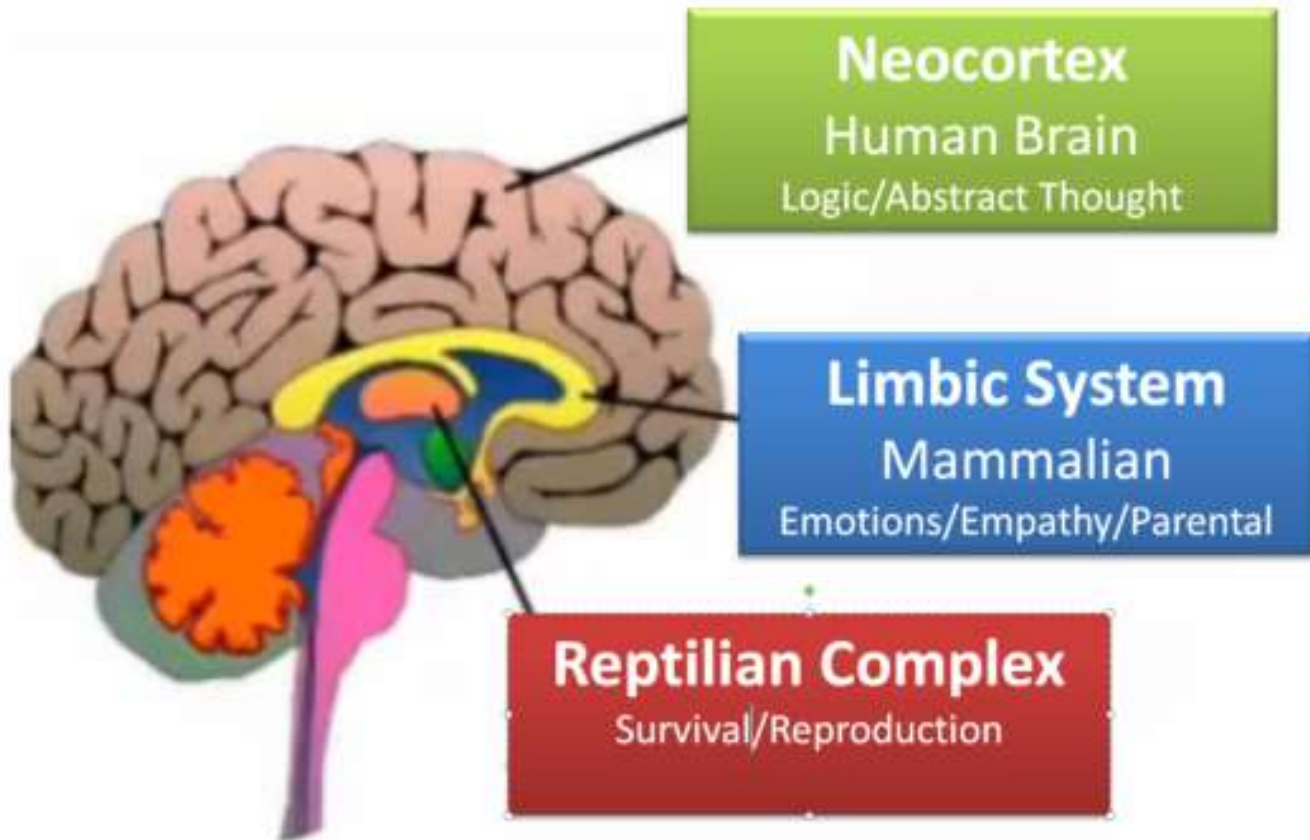 Neocortex
Human Brain
Logic/Abstract Thought
Limbic System
Mammalian
Emotions/Empathy/Parental
Reptilian Complex
Survival/Reproduction